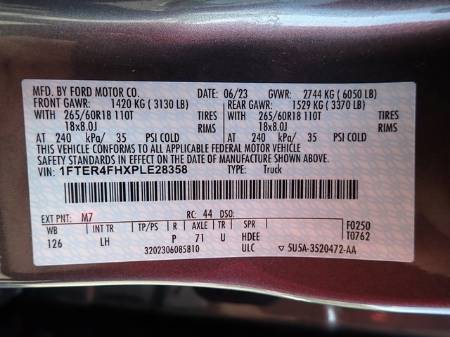 MFD. BY FORD MOTOR CO. DATE: 06/23 GVWR: 2744 KG ( 6050 LB)
FRONT GAWR: 1420 KG ( 3130 LB) REAR GAWR: 1529 KG ( 3370 LB)
WITH 265/60R18 110T TIRES WITH 265/60R18 110T TIRES
18x8.0J RIMS 18x8.0J RIMS
AT 240 kPa/ 35 PSI COLD AT 240 kPa/ 35 PSI COLD
THIS VEHICLE CONFORMS TO ALL APPLICABLE FEDERAL MOTOR VEHICLE
SAFETY STANDARDS IN EFFECT ON THE DATE OF MANUFACTURE SHOWN ABOVE.
VIN: 1FTER4FHXPLE28358 TYPE: Truck
EXT PNT: M7 RC: 44 DSO:
WB INT TR TP/PS R AXLE TR SPR F0250
126 LH P 71 U HDEE T0762
3202306085810 ULC ▽ 5U5A-3S20472-AA